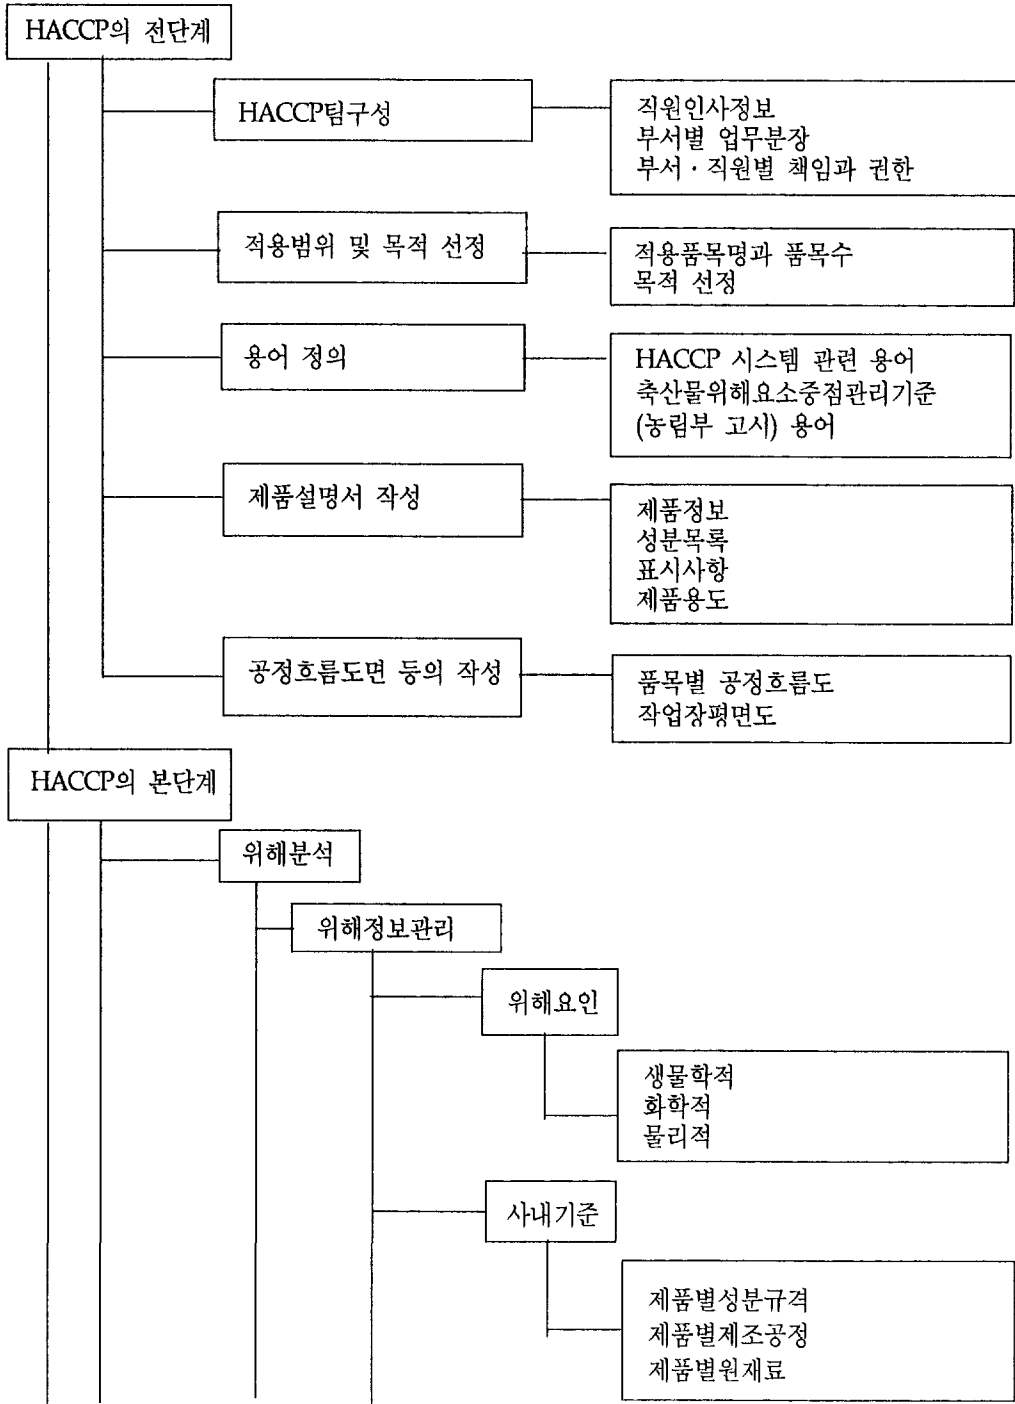 HACCP의 전단계
HACCP팀구성
직원인사정보
부서별 업무분장
부서·직원별 책임과 권한
적용범위 및 목적 선정
적용품목명과 품목수
목적 선정
용어 정의
HACCP 시스템 관련 용어
축산물위해요소중점관리기준
(농림부 고시) 용어
제품설명서 작성
제품정보
성분목록
표시사항
제품용도
공정흐름도면 등의 작성
품목별 공정흐름도
작업장평면도
HACCP의 본단계
위해분석
위해정보관리
위해요인
생물학적
화학적
물리적
사내기준
제품별성분규격
제품별제조공정
제품별원재료